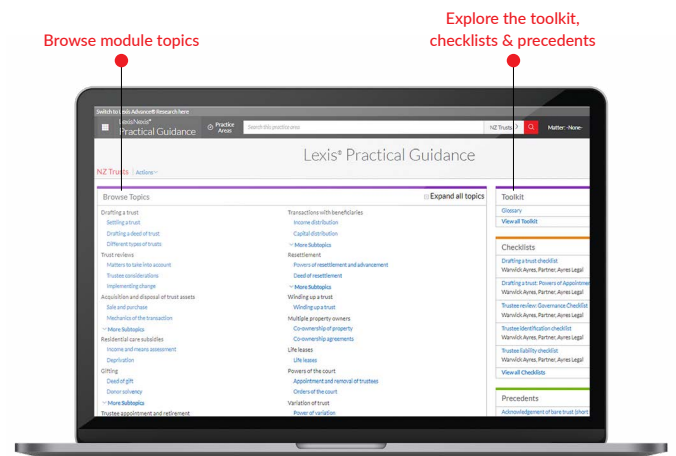 Explore the toolkit,
checklists & precedents
Browse module topics
Switch to Lexis Advance® Research here
LexisNexis®
Practical Guidance
Practice
Areas
Search this practice area
NZ Trusts
Matter: -None-
Lexis® Practical Guidance
NZ Trusts | Actions
Browse Topics
Expand all topics
Drafting a trust
Settling a trust
Drafting a deed of trust
Different types of trusts
Trust reviews
Matters to take into account
Trustee considerations
Implementing change
Acquisition and disposal of trust assets
Sale and purchase
Mechanics of the transaction
More Subtopics
Residential care subsidies
Income and means assessment
Deprivation
Gifting
Deed of gift
Donor solvency
More Subtopics
Trustee appointment and retirement
Transactions with beneficiaries
Income distribution
Capital distribution
More Subtopics
Resettlement
Powers of resettlement and advancement
Deed of resettlement
More Subtopics
Winding up a trust
Winding up a trust
Multiple property owners
Co-ownership of property
Co-ownership agreements
Life leases
Life leases
Powers of the court
Appointment and removal of trustees
Orders of the court
Variation of trust
Power of variation
Toolkit
Glossary
View all Toolkit
Checklists
Drafting a trust checklist
Warwick Ayres, Partner, Ayres Legal
Drafting a trust: Powers of Appointmen
Warwick Ayres, Partner, Ayres Legal
Trustee review: Governance Checklist
Warwick Ayres, Partner, Ayres Legal
Trustee identification checklist
Warwick Ayres, Partner, Ayres Legal
Trustee liability checklist
Warwick Ayres, Partner, Ayres Legal
View all Checklists
Precedents
Acknowledgement of bare trust (short